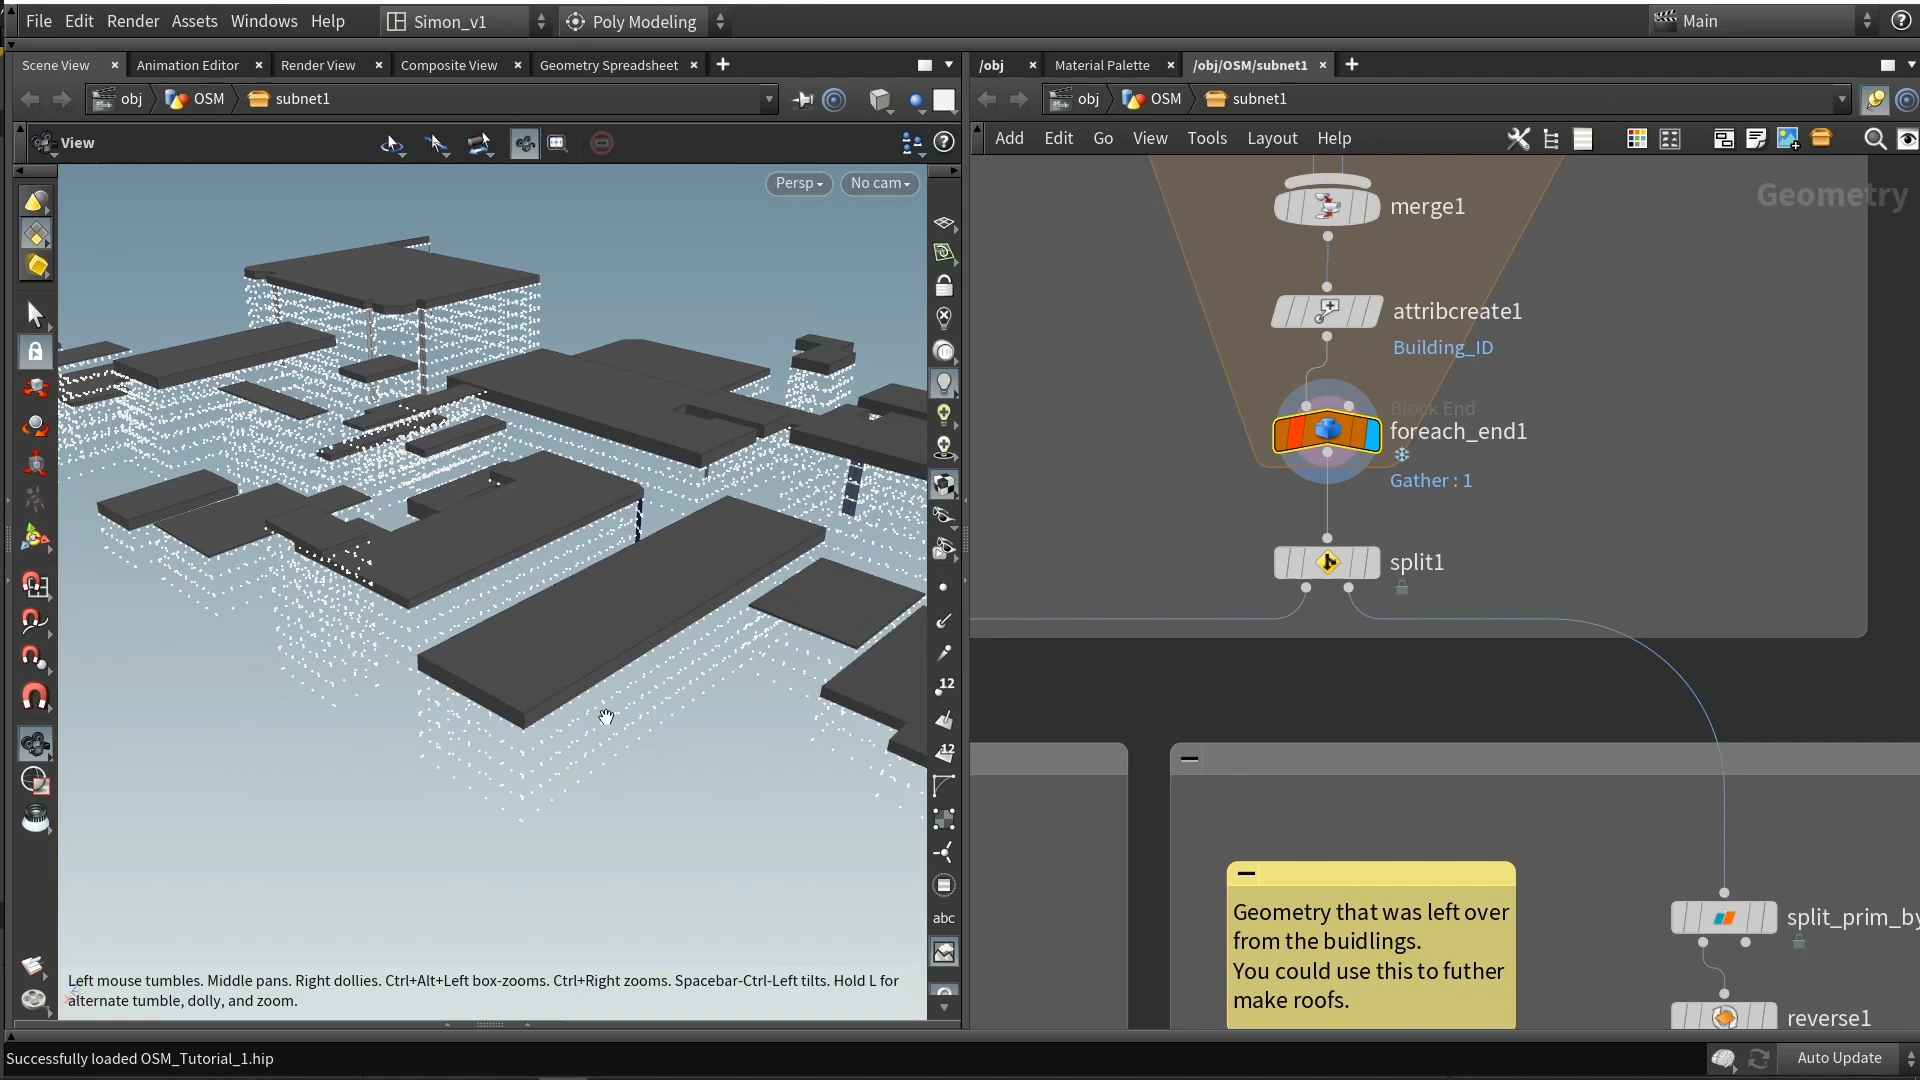 File Edit Render Assets Windows Help Simon_v1 Poly Modeling Main
Scene View Animation Editor Render View Composite View Geometry Spreadsheet
obj OSM subnet1
View
Persp No cam
12
12
abc
Left mouse tumbles. Middle pans. Right dollies. Ctrl+Alt+Left box-zooms. Ctrl+Right zooms. Spacebar-Ctrl-Left tilts. Hold L for
alternate tumble, dolly, and zoom.
/obj Material Palette /obj/OSM/subnet1
obj OSM subnet1
Add Edit Go View Tools Layout Help
Geometry
merge1
attribcreate1
Building_ID
Block End
foreach_end1
Gather : 1
split1
Geometry that was left over
from the buidlings.
You could use this to futher
make roofs.
split_prim_by
reverse1
Successfully loaded OSM_Tutorial_1.hip
Auto Update